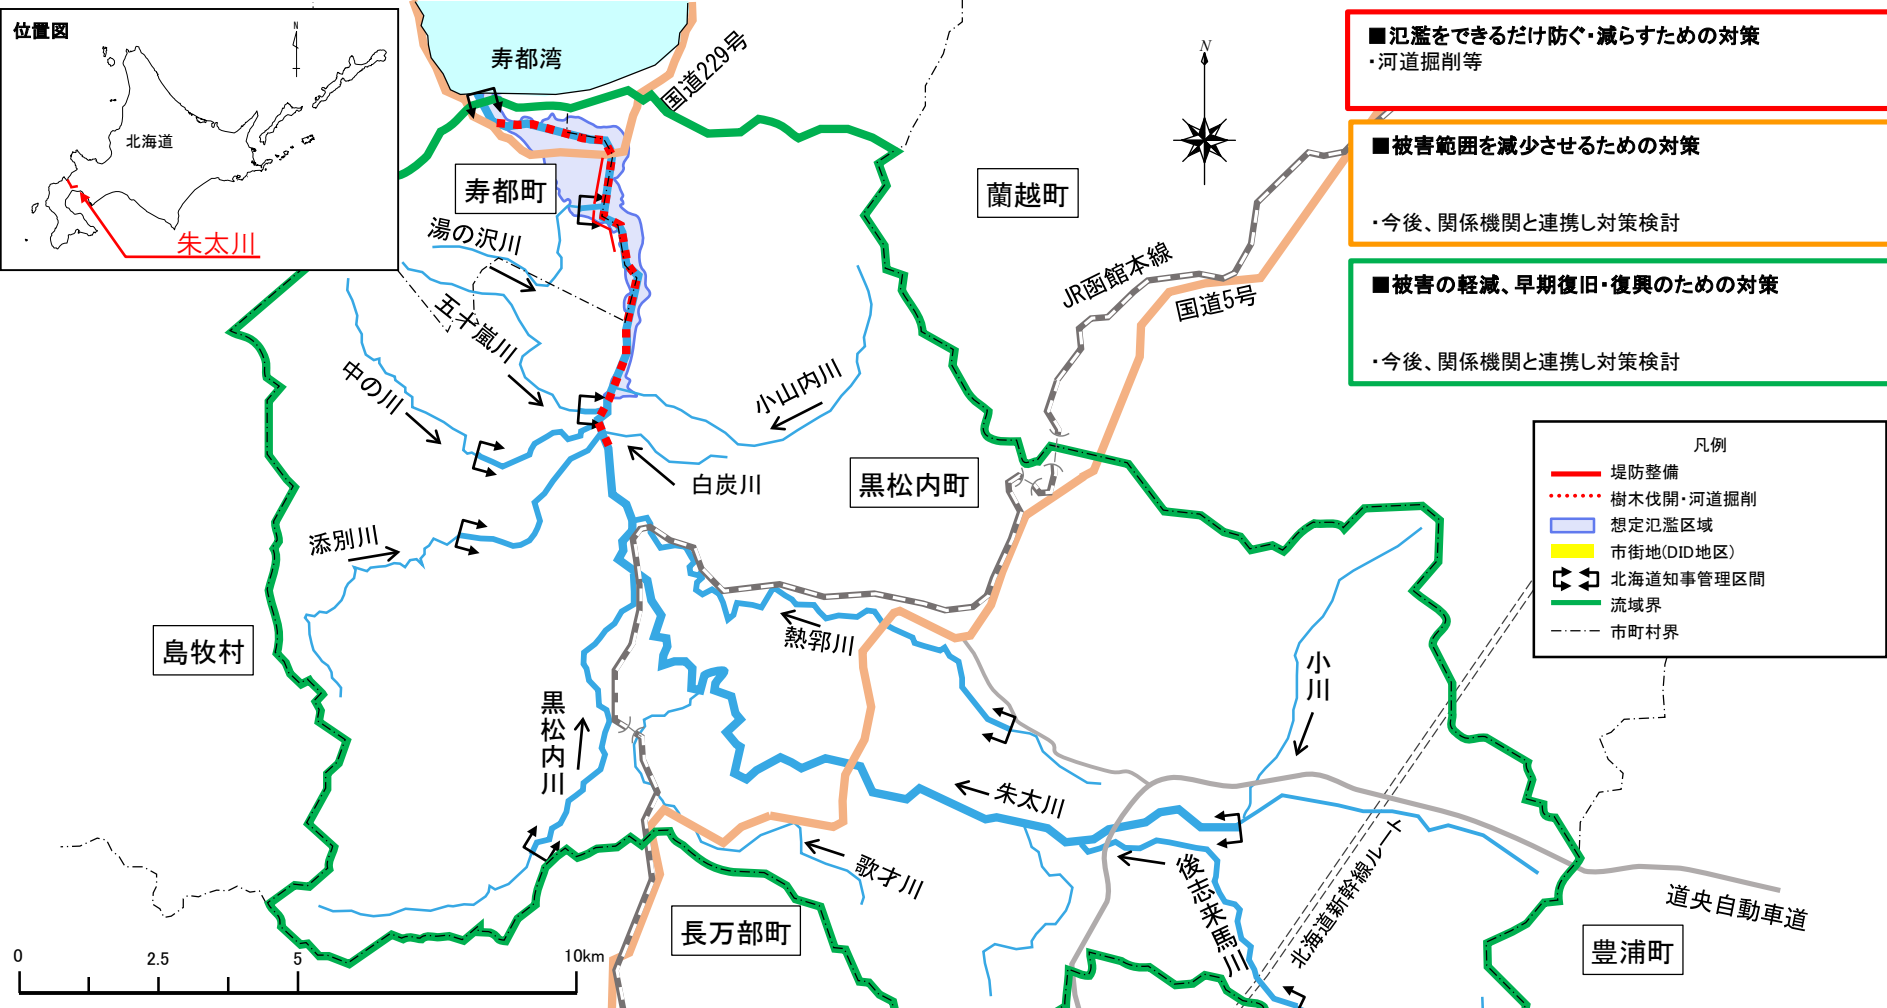 位置図
N
北海道
朱太川
寿都湾
国道229号
N
■氾濫をできるだけ防ぐ・減らすための対策
・河道掘削等
■被害範囲を減少させるための対策
・今後、関係機関と連携し対策検討
■被害の軽減、早期復旧・復興のための対策
・今後、関係機関と連携し対策検討
寿都町
蘭越町
湯の沢川
五十嵐川
中の川
小山内川
JR函館本線
国道5号
白炭川
黒松内町
添別川
凡例
堤防整備
樹木伐開・河道掘削
想定氾濫区域
市街地(DID地区)
北海道知事管理区間
流域界
市町村界
島牧村
熱郛川
小川
黒松内川
朱太川
歌才川
後志来馬川
北海道新幹線ルート
道央自動車道
長万部町
豊浦町
0 2.5 5 10km